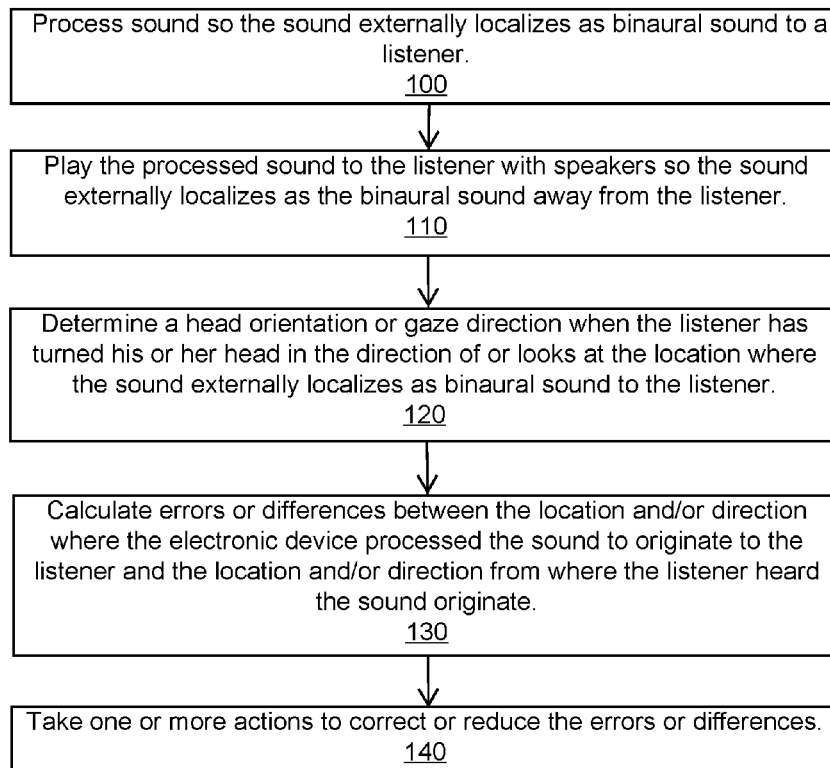 Process sound so the sound externally localizes as binaural sound to a
listener.
100
Play the processed sound to the listener with speakers so the sound
externally localizes as the binaural sound away from the listener.
110
Determine a head orientation or gaze direction when the listener has
turned his or her head in the direction of or looks at the location where
the sound externally localizes as binaural sound to the listener.
120
Calculate errors or differences between the location and/or direction
where the electronic device processed the sound to originate to the
listener and the location and/or direction from where the listener heard
the sound originate.
130
Take one or more actions to correct or reduce the errors or differences.
140